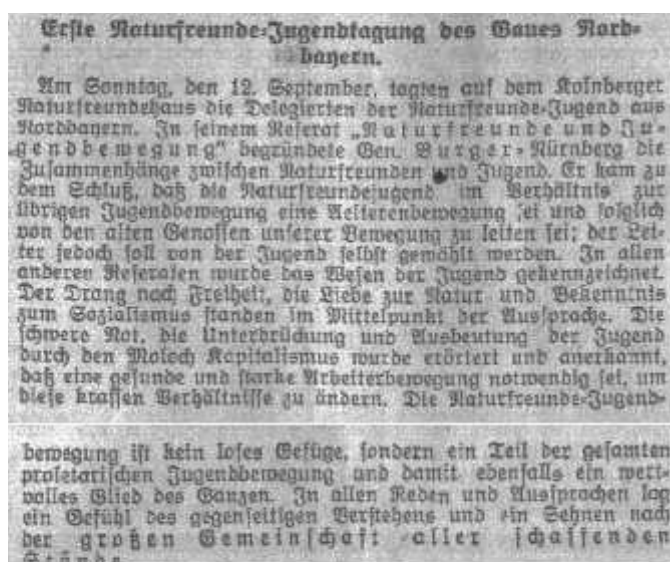 Erste Naturfreunde-Jugendtagung des Gaues Nord-
bayern.
Am Sonntag, den 12. September, tagten auf dem Kolnberger
Naturfreundehaus die Delegierten der Naturfreunde-Jugend aus
Nordbayern. In seinem Referat „Naturfreunde und Ju-
gendbewegung“ begründete Gen. Burger-Nürnberg die
Zusammenhänge zwischen Naturfreunden und Jugend. Er kam zu
dem Schluß, daß die Naturfreundejugend im Verhältnis zur
übrigen Jugendbewegung eine Aelterenbewegung sei und folglich
von den alten Genossen unserer Bewegung zu leiten sei; der Lei-
ter jedoch soll von der Jugend selbst gewählt werden. In allen
anderen Referaten wurde das Wesen der Jugend gekennzeichnet.
Der Drang nach Freiheit, die Liebe zur Natur und Bekenntnis
zum Sozialismus standen im Mittelpunkt der Aussprache. Die
schwere Not, die Unterdrückung und Ausbeutung der Jugend
durch den Moloch Kapitalismus wurde erörtert und anerkannt,
daß eine gesunde und starke Arbeiterbewegung notwendig sei, um
diese krassen Verhältnisse zu ändern. Die Naturfreunde-Jugend-
bewegung ist kein loses Gefüge, sondern ein Teil der gesamten
proletarischen Jugendbewegung und damit ebenfalls ein wert-
volles Glied des Ganzen. In allen Reden und Aussprachen lag
ein Gefühl des gegenseitigen Verstehens und ein Sehnen nach
der großen Gemeinschaft aller schaffenden
Stände